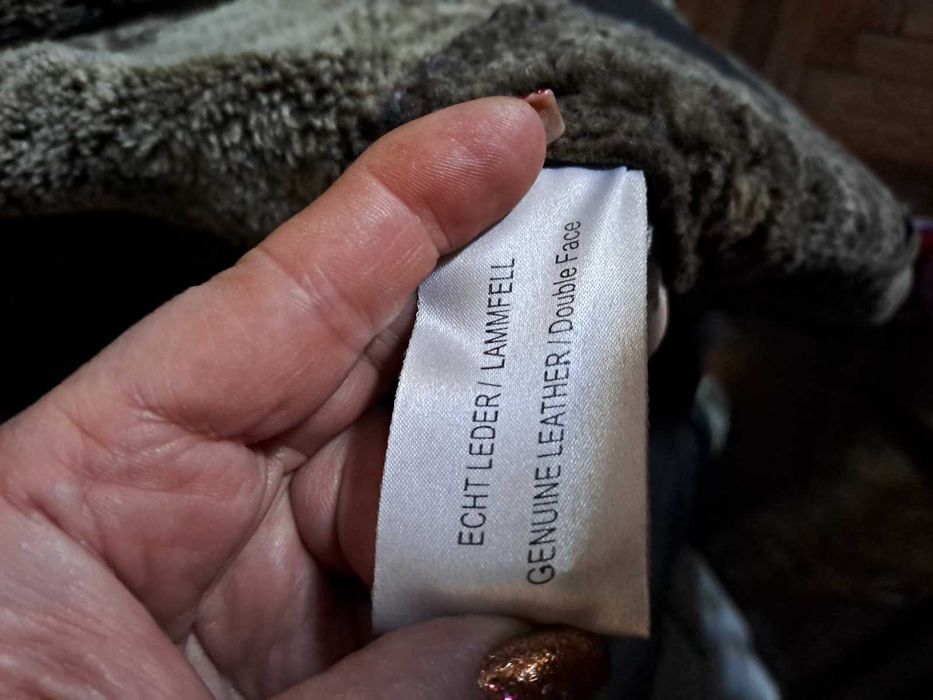 ECHT LEDER / LAMMFELL
GENUINE LEATHER / Double Face